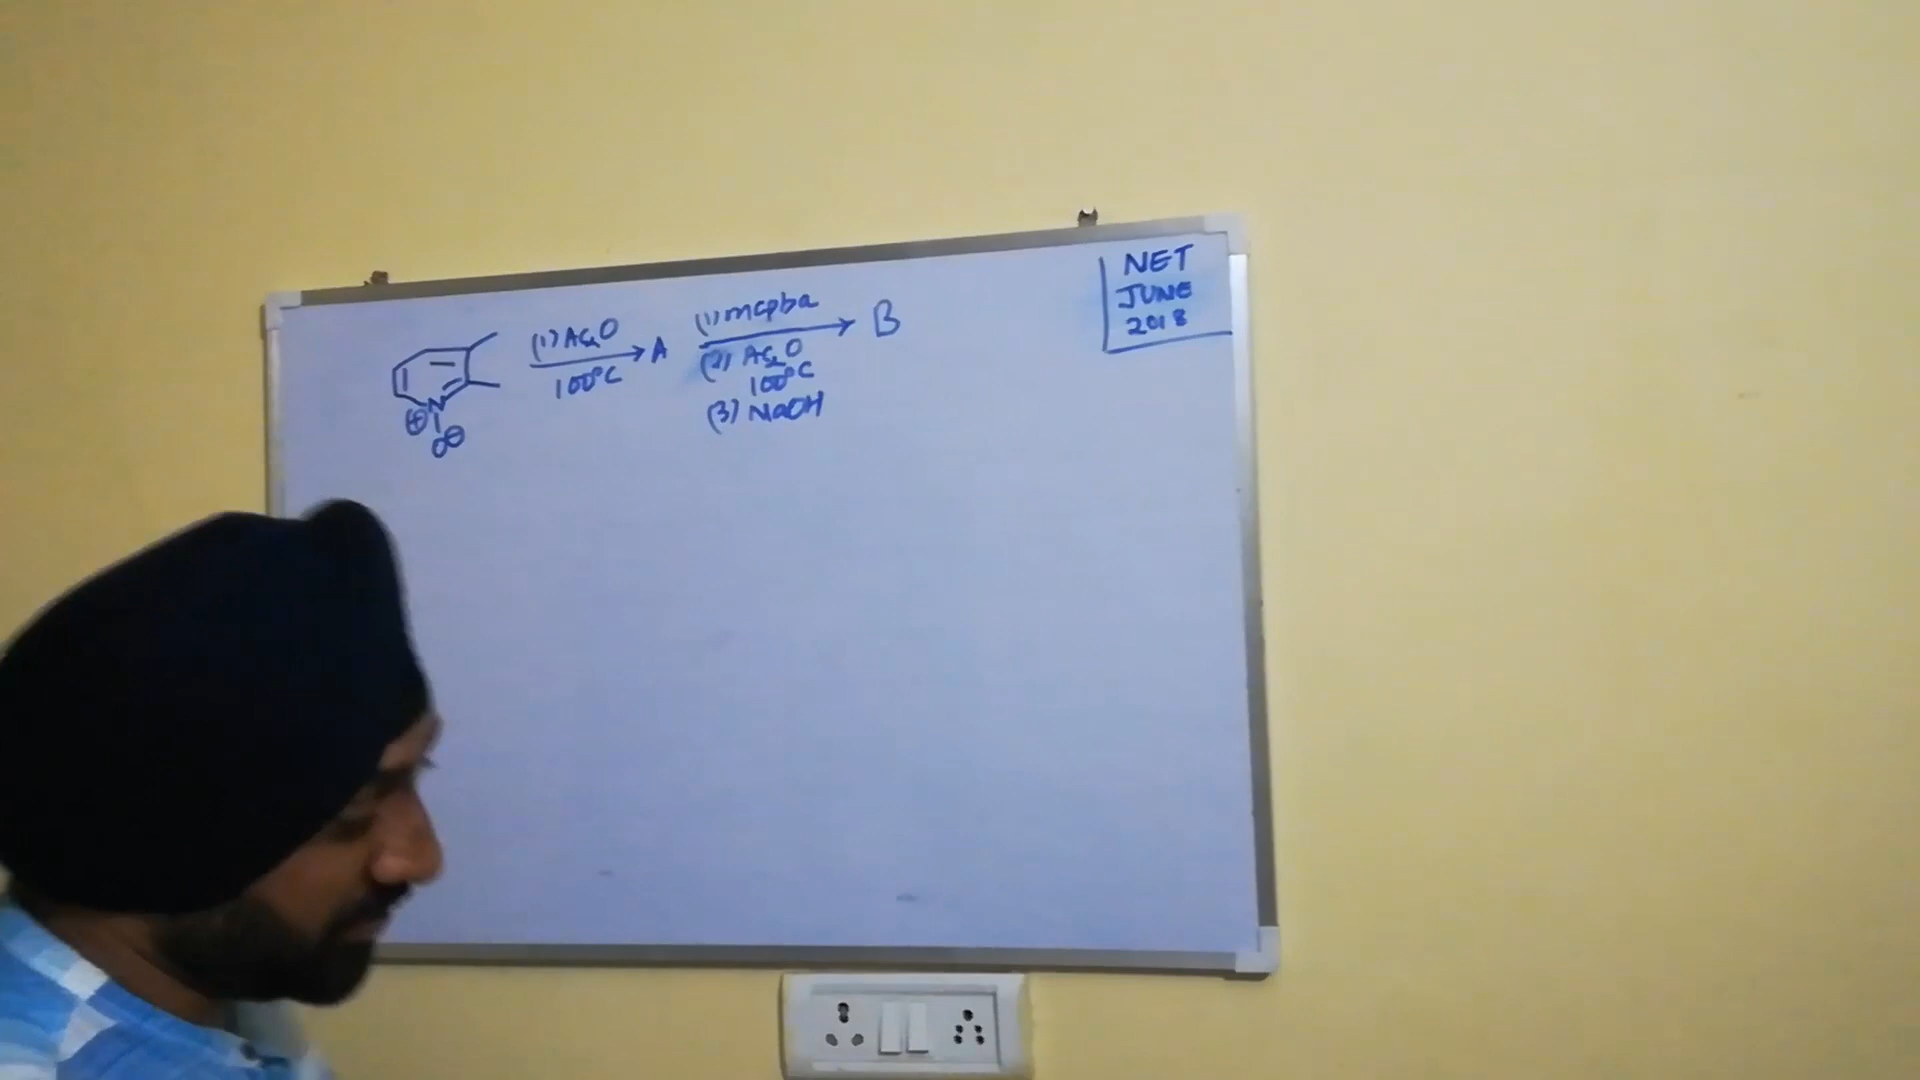 NET
JUNE
2018
(1) Ac₂O
100°C
A
(1) mcpba
(2) Ac₂O
100°C
(3) NaOH
B
N
⊕
O⊖